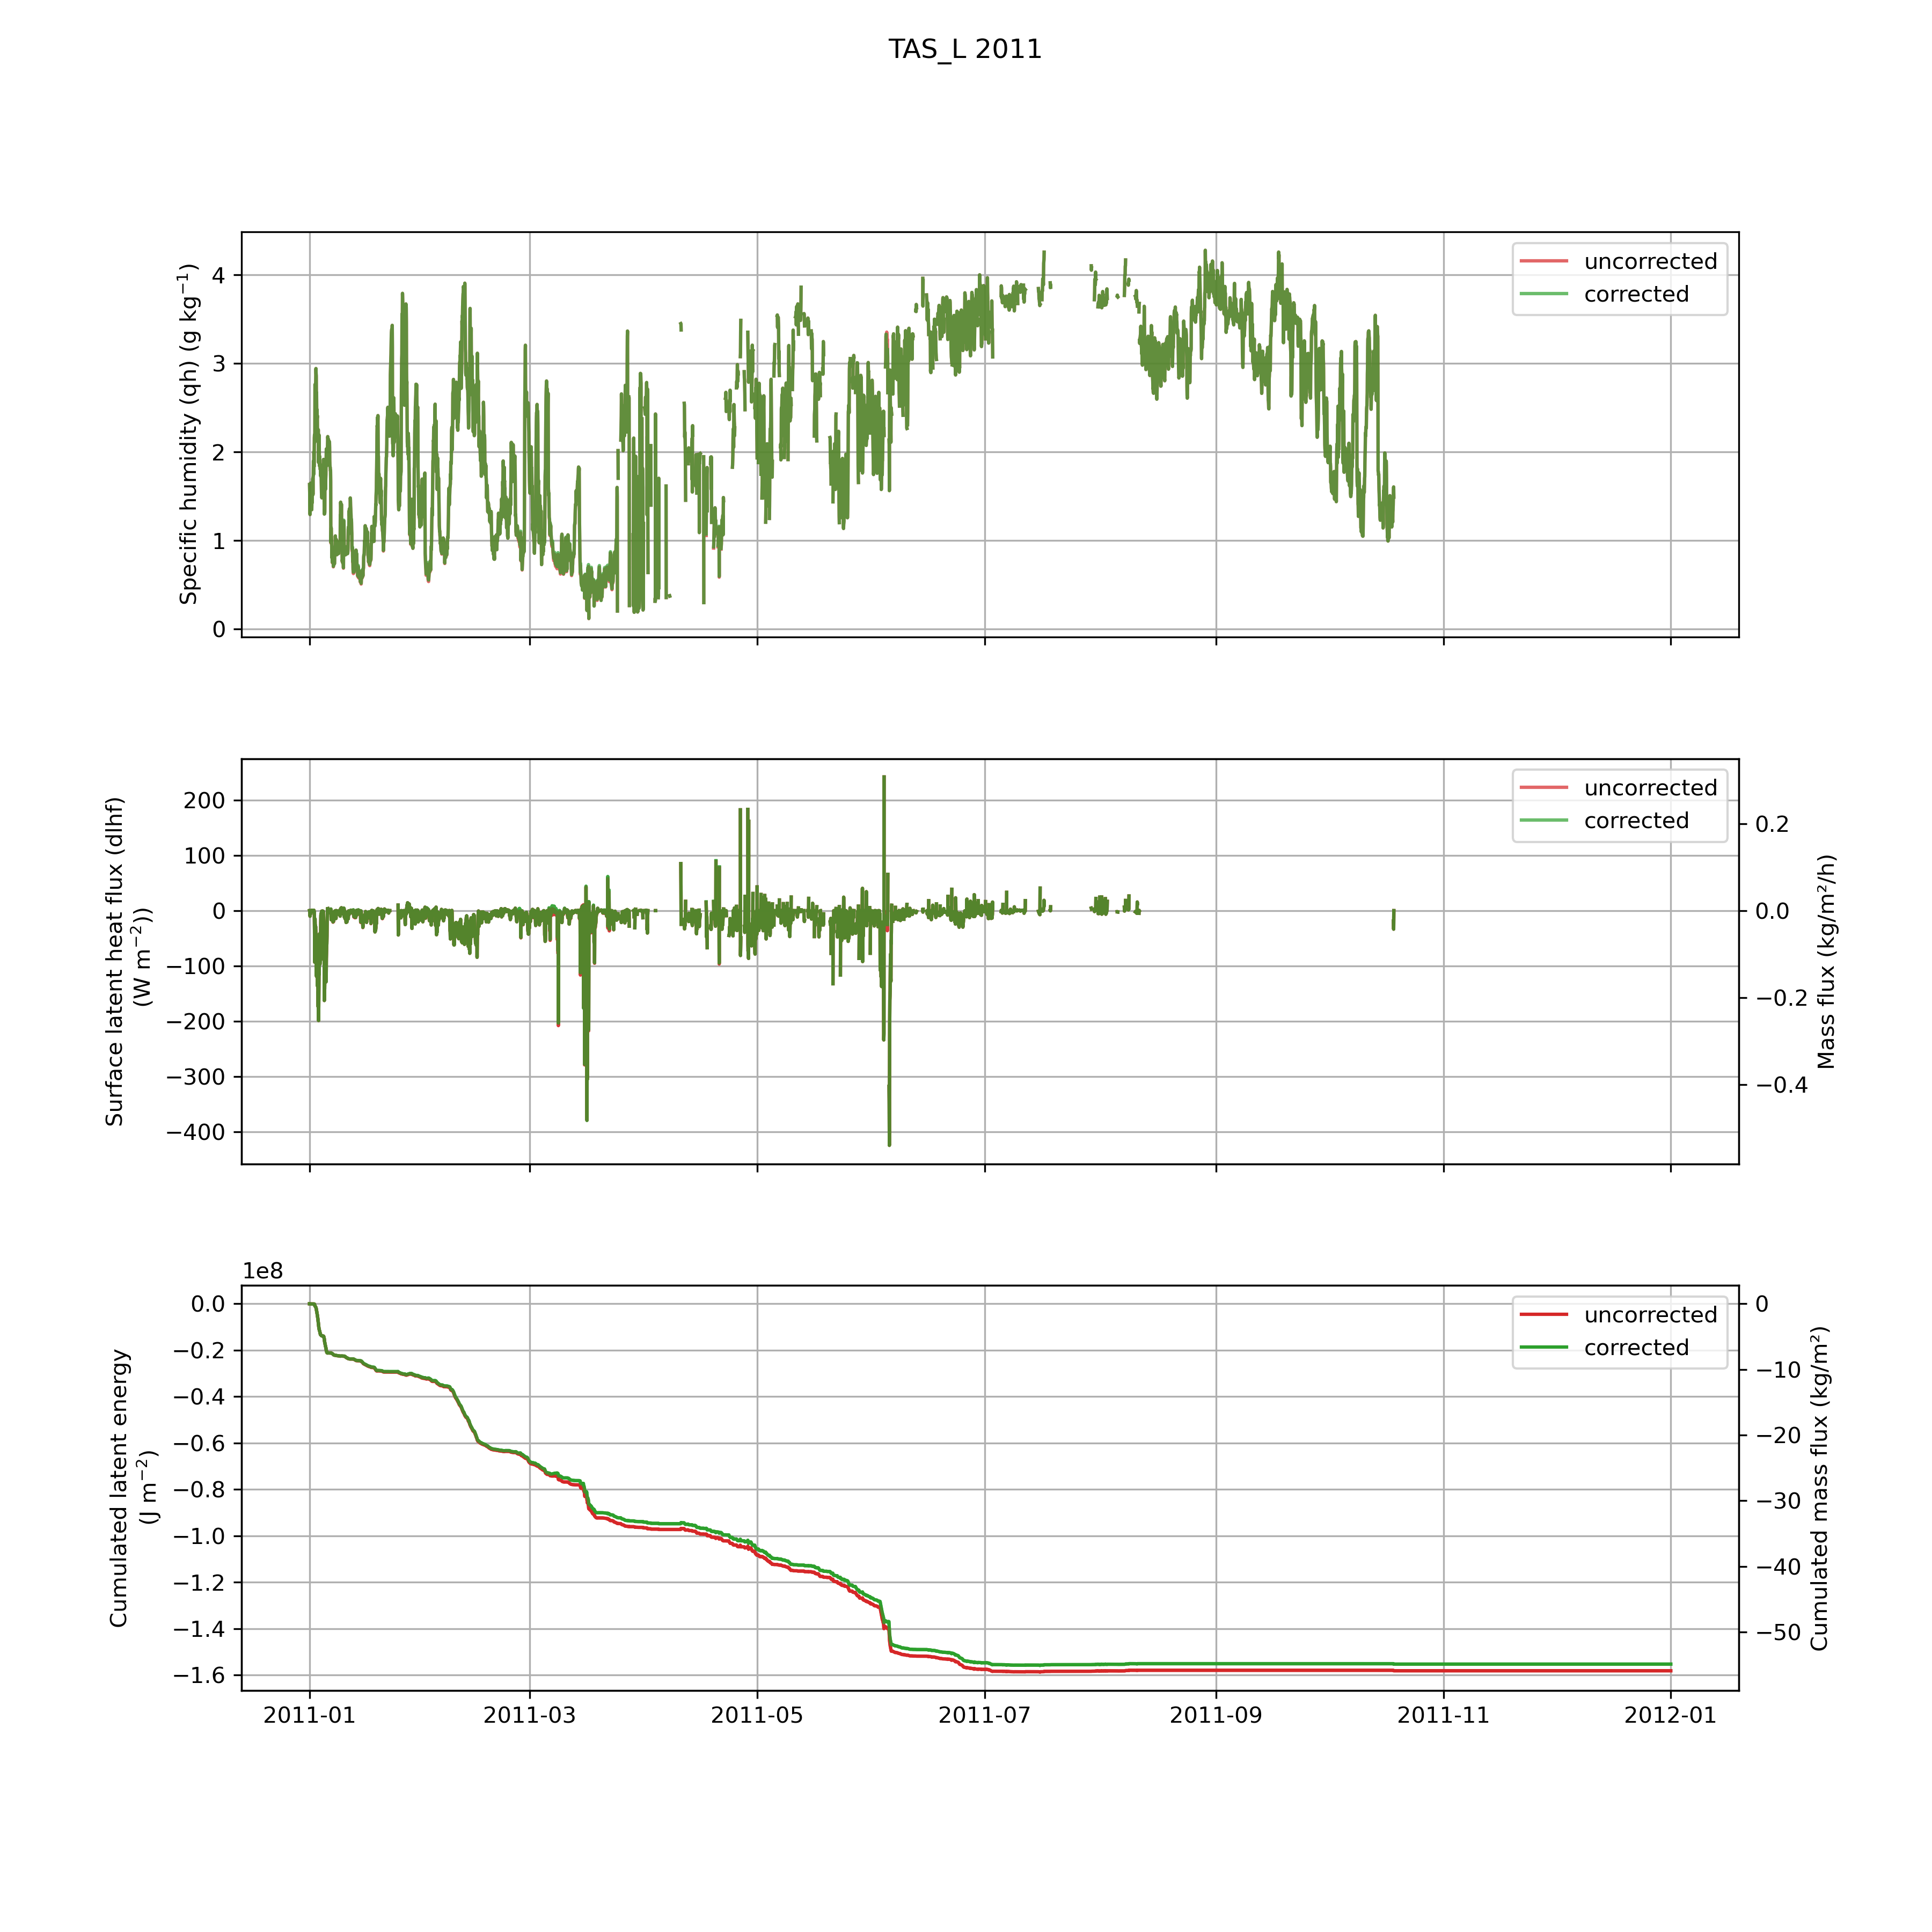 TAS_L 2011
Specific humidity (qh) (g kg⁻¹)
4
3
2
1
0
uncorrected
corrected
Surface latent heat flux (dlhf)
(W m⁻²))
200
100
0
−100
−200
−300
−400
uncorrected
corrected
0.2
0.0
−0.2
−0.4
Mass flux (kg/m²/h)
1e8
Cumulated latent energy
(J m⁻²)
0.0
−0.2
−0.4
−0.6
−0.8
−1.0
−1.2
−1.4
−1.6
uncorrected
corrected
0
−10
−20
−30
−40
−50
Cumulated mass flux (kg/m²)
2011-01 2011-03 2011-05 2011-07 2011-09 2011-11 2012-01